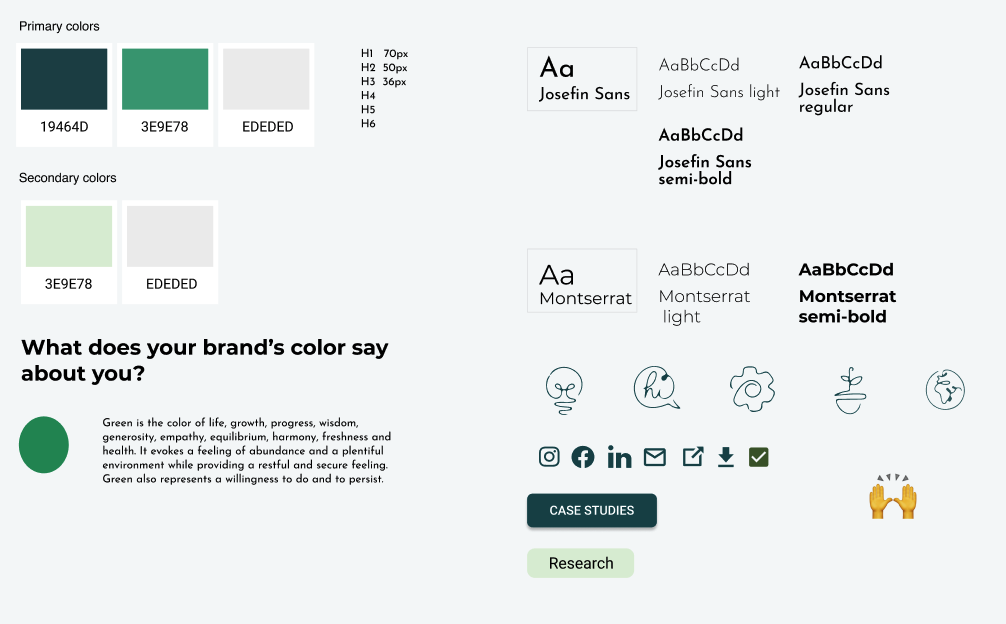 Primary colors
19464D
3E9E78
EDEDED
H1 70px
H2 50px
H3 36px
H4
H5
H6
Secondary colors
3E9E78
EDEDED
What does your brand’s color say
about you?
Green is the color of life, growth, progress, wisdom,
generosity, empathy, equilibrium, harmony, freshness and
health. It evokes a feeling of abundance and a plentiful
environment while providing a restful and secure feeling.
Green also represents a willingness to do and to persist.
Aa
Josefin Sans
AaBbCcDd
Josefin Sans light
AaBbCcDd
Josefin Sans
regular
AaBbCcDd
Josefin Sans
semi-bold
Aa
Montserrat
AaBbCcDd
Montserrat
light
AaBbCcDd
Montserrat
semi-bold
hi
in
CASE STUDIES
Research